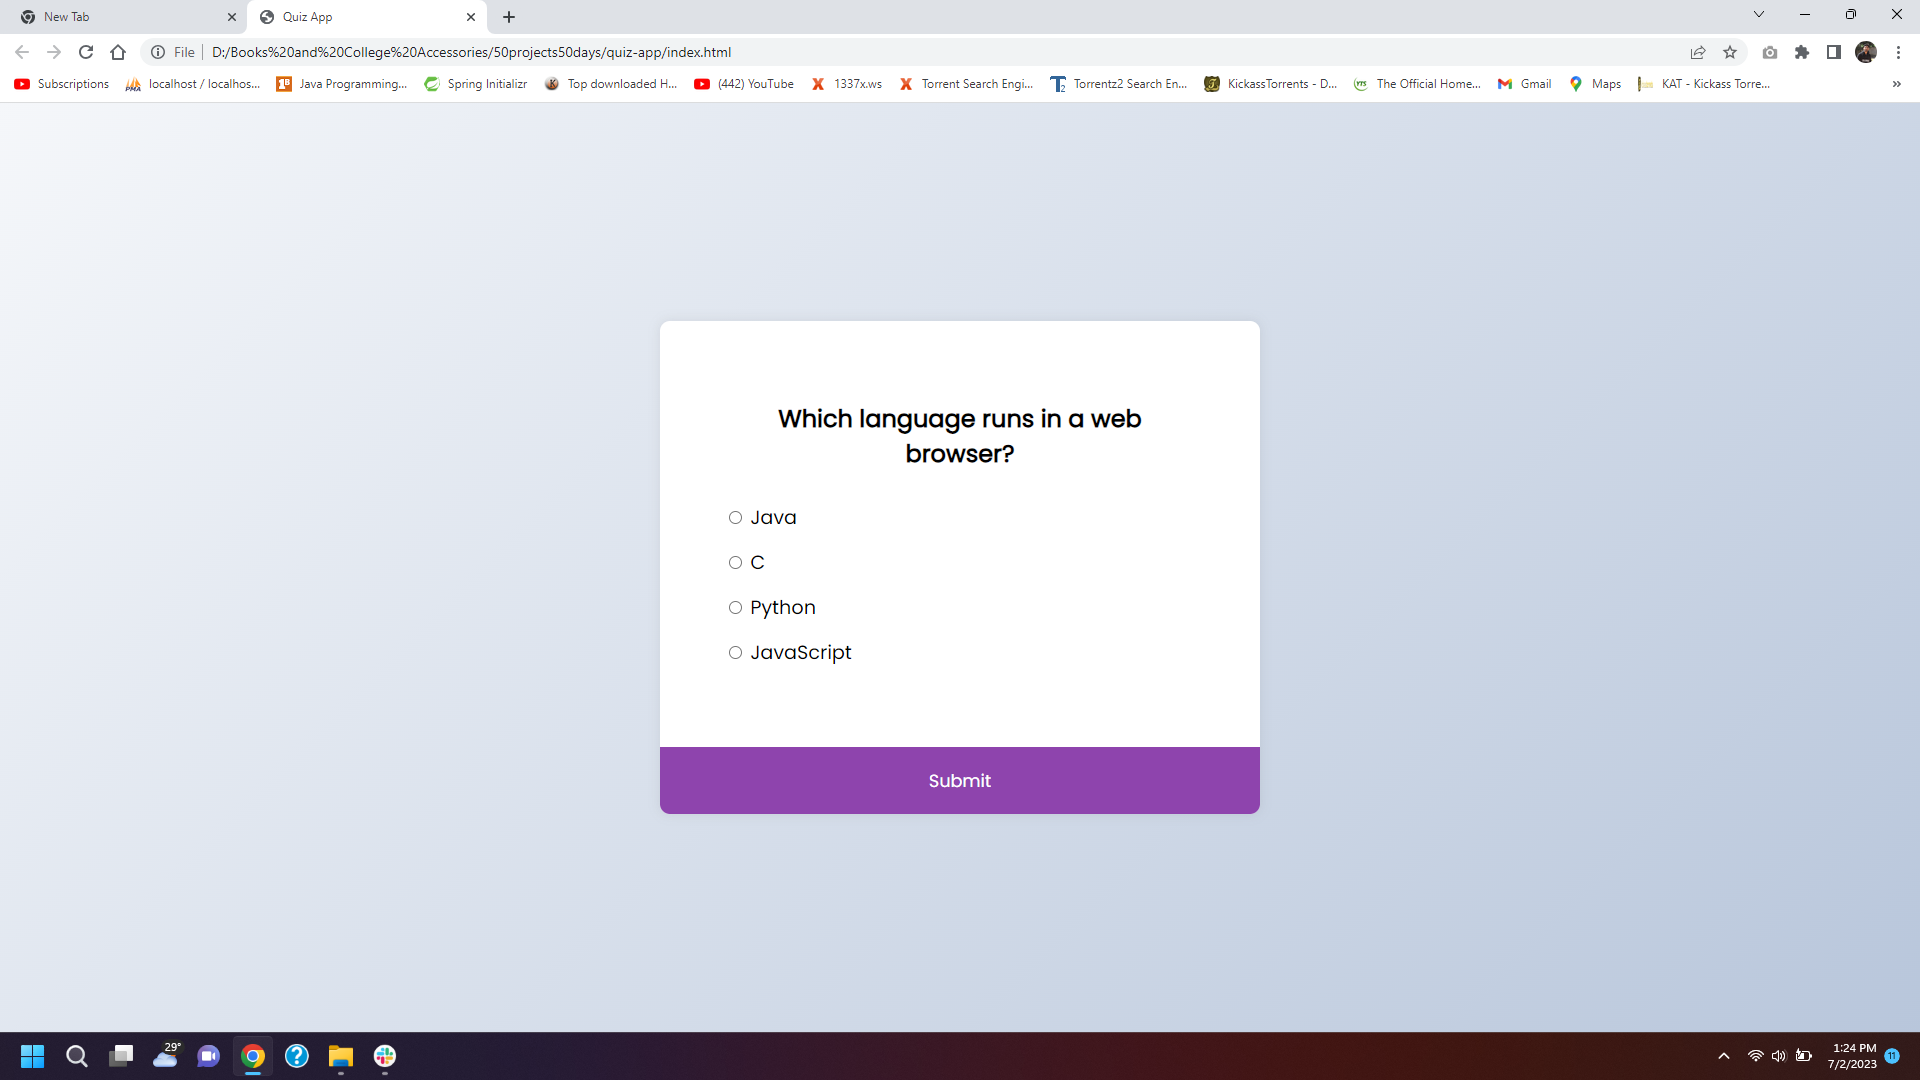 New Tab
Quiz App
File
D:/Books%20and%20College%20Accessories/50projects50days/quiz-app/index.html
Subscriptions
PMA localhost / localhos...
Java Programming...
Spring Initializr
Top downloaded H...
(442) YouTube
1337x.ws
Torrent Search Engi...
Torrentz2 Search En...
KickassTorrents - D...
The Official Home...
Gmail
Maps
KAT - Kickass Torre...
»
Which language runs in a web
browser?
Java
C
Python
JavaScript
Submit
29°
1:24 PM
7/2/2023
11